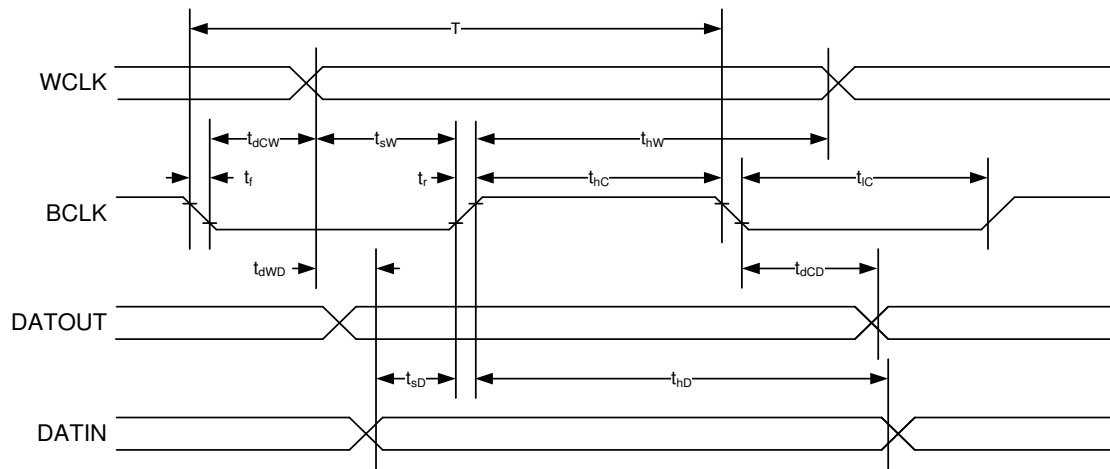 T
WCLK
tdCW
tsW
thW
tf
tr
thC
tlC
BCLK
tdWD
tdCD
DATOUT
tsD
thD
DATIN